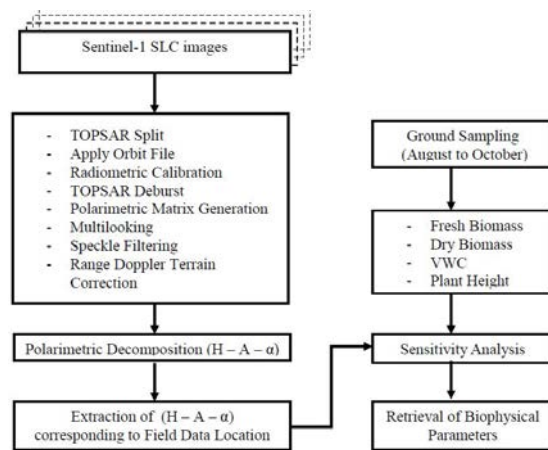 Sentinel-1 SLC images
- TOPSAR Split
- Apply Orbit File
- Radiometric Calibration
- TOPSAR Deburst
- Polarimetric Matrix Generation
- Multilooking
- Speckle Filtering
- Range Doppler Terrain
Correction
Polarimetric Decomposition (H – A – α)
Extraction of (H – A – α)
corresponding to Field Data Location
Ground Sampling
(August to October)
- Fresh Biomass
- Dry Biomass
- VWC
- Plant Height
Sensitivity Analysis
Retrieval of Biophysical
Parameters